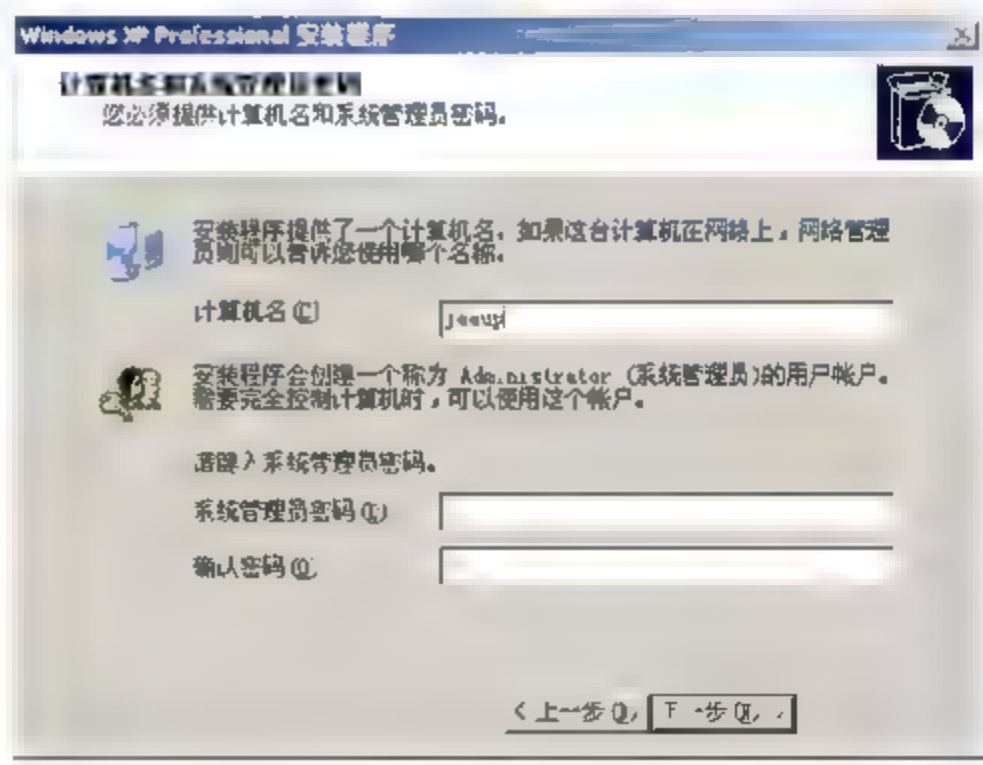 Windows XP Professional 安装程序
计算机名和系统管理员密码
您必须提供计算机名和系统管理员密码。
安装程序提供了一个计算机名，如果这台计算机在网络上，网络管理
员则可以告诉您使用哪个名称。
计算机名(C)
安装程序会创建一个称为 Administrator (系统管理员)的用户帐户。
需要完全控制计算机时，可以使用这个帐户。
请键入系统管理员密码。
系统管理员密码
确认密码(O)
< 上一步
下一步(N) >